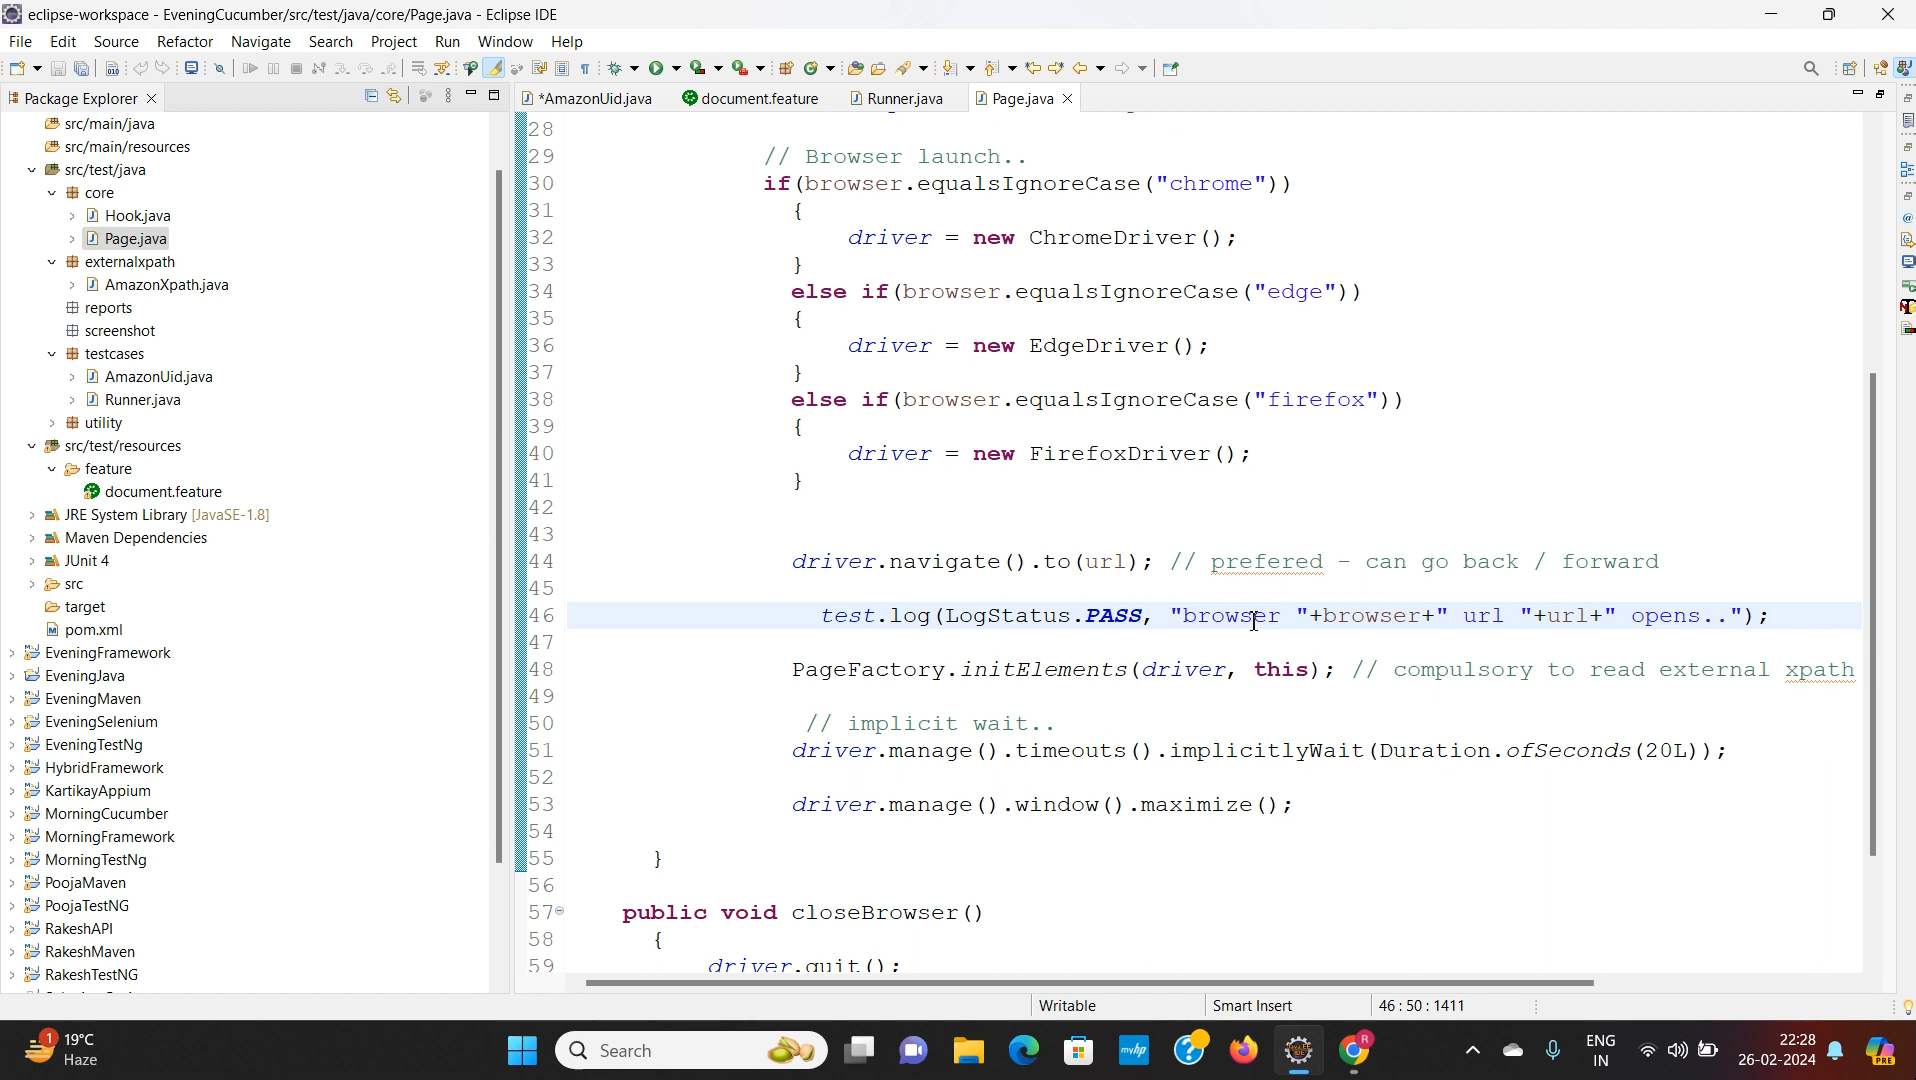 eclipse-workspace - EveningCucumber/src/test/java/core/Page.java - Eclipse IDE
File Edit Source Refactor Navigate Search Project Run Window Help
Package Explorer
*AmazonUid.java document.feature Runner.java Page.java
src/main/java
src/main/resources
src/test/java
core
Hook.java
Page.java
externalxpath
AmazonXpath.java
reports
screenshot
testcases
AmazonUid.java
Runner.java
utility
src/test/resources
feature
document.feature
JRE System Library [JavaSE-1.8]
Maven Dependencies
JUnit 4
src
target
pom.xml
EveningFramework
EveningJava
EveningMaven
EveningSelenium
EveningTestNg
HybridFramework
KartikayAppium
MorningCucumber
MorningFramework
MorningTestNg
PoojaMaven
PoojaTestNG
RakeshAPI
RakeshMaven
RakeshTestNG
28
29 // Browser launch..
30 if(browser.equalsIgnoreCase("chrome"))
31 {
32 driver = new ChromeDriver();
33 }
34 else if(browser.equalsIgnoreCase("edge"))
35 {
36 driver = new EdgeDriver();
37 }
38 else if(browser.equalsIgnoreCase("firefox"))
39 {
40 driver = new FirefoxDriver();
41 }
42
43
44 driver.navigate().to(url); // prefered - can go back / forward
45
46 test.log(LogStatus.PASS, "browser "+browser+" url "+url+" opens..");
47
48 PageFactory.initElements(driver, this); // compulsory to read external xpath
49
50 // implicit wait..
51 driver.manage().timeouts().implicitlyWait(Duration.ofSeconds(20L));
52
53 driver.manage().window().maximize();
54
55 }
56
57 public void closeBrowser()
58 {
59 driver.quit();
Writable Smart Insert 46 : 50 : 1411
1 19°C
Haze
Search
myhp
R
ENG
IN
22:28
26-02-2024
PRE